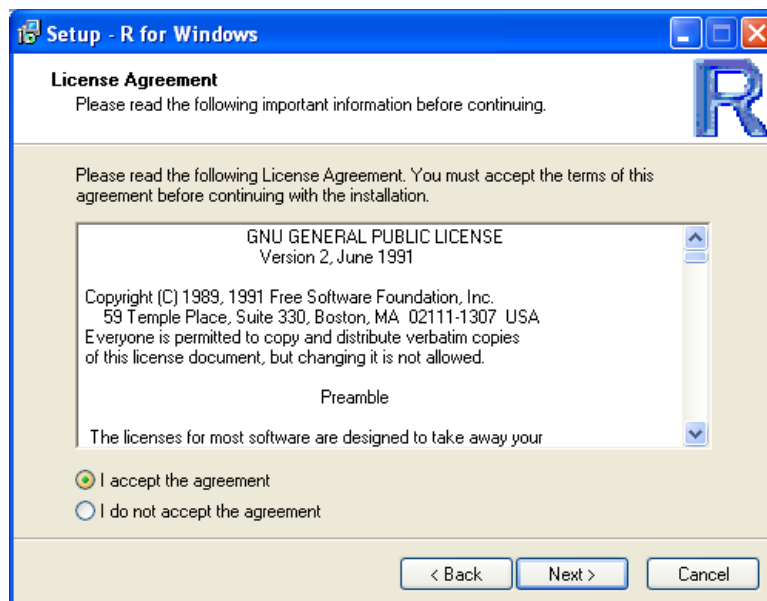 Setup - R for Windows
License Agreement
Please read the following important information before continuing.
R
Please read the following License Agreement. You must accept the terms of this
agreement before continuing with the installation.
GNU GENERAL PUBLIC LICENSE
Version 2, June 1991
Copyright (C) 1989, 1991 Free Software Foundation, Inc.
59 Temple Place, Suite 330, Boston, MA 02111-1307 USA
Everyone is permitted to copy and distribute verbatim copies
of this license document, but changing it is not allowed.
Preamble
The licenses for most software are designed to take away your
I accept the agreement
I do not accept the agreement
< Back Next > Cancel